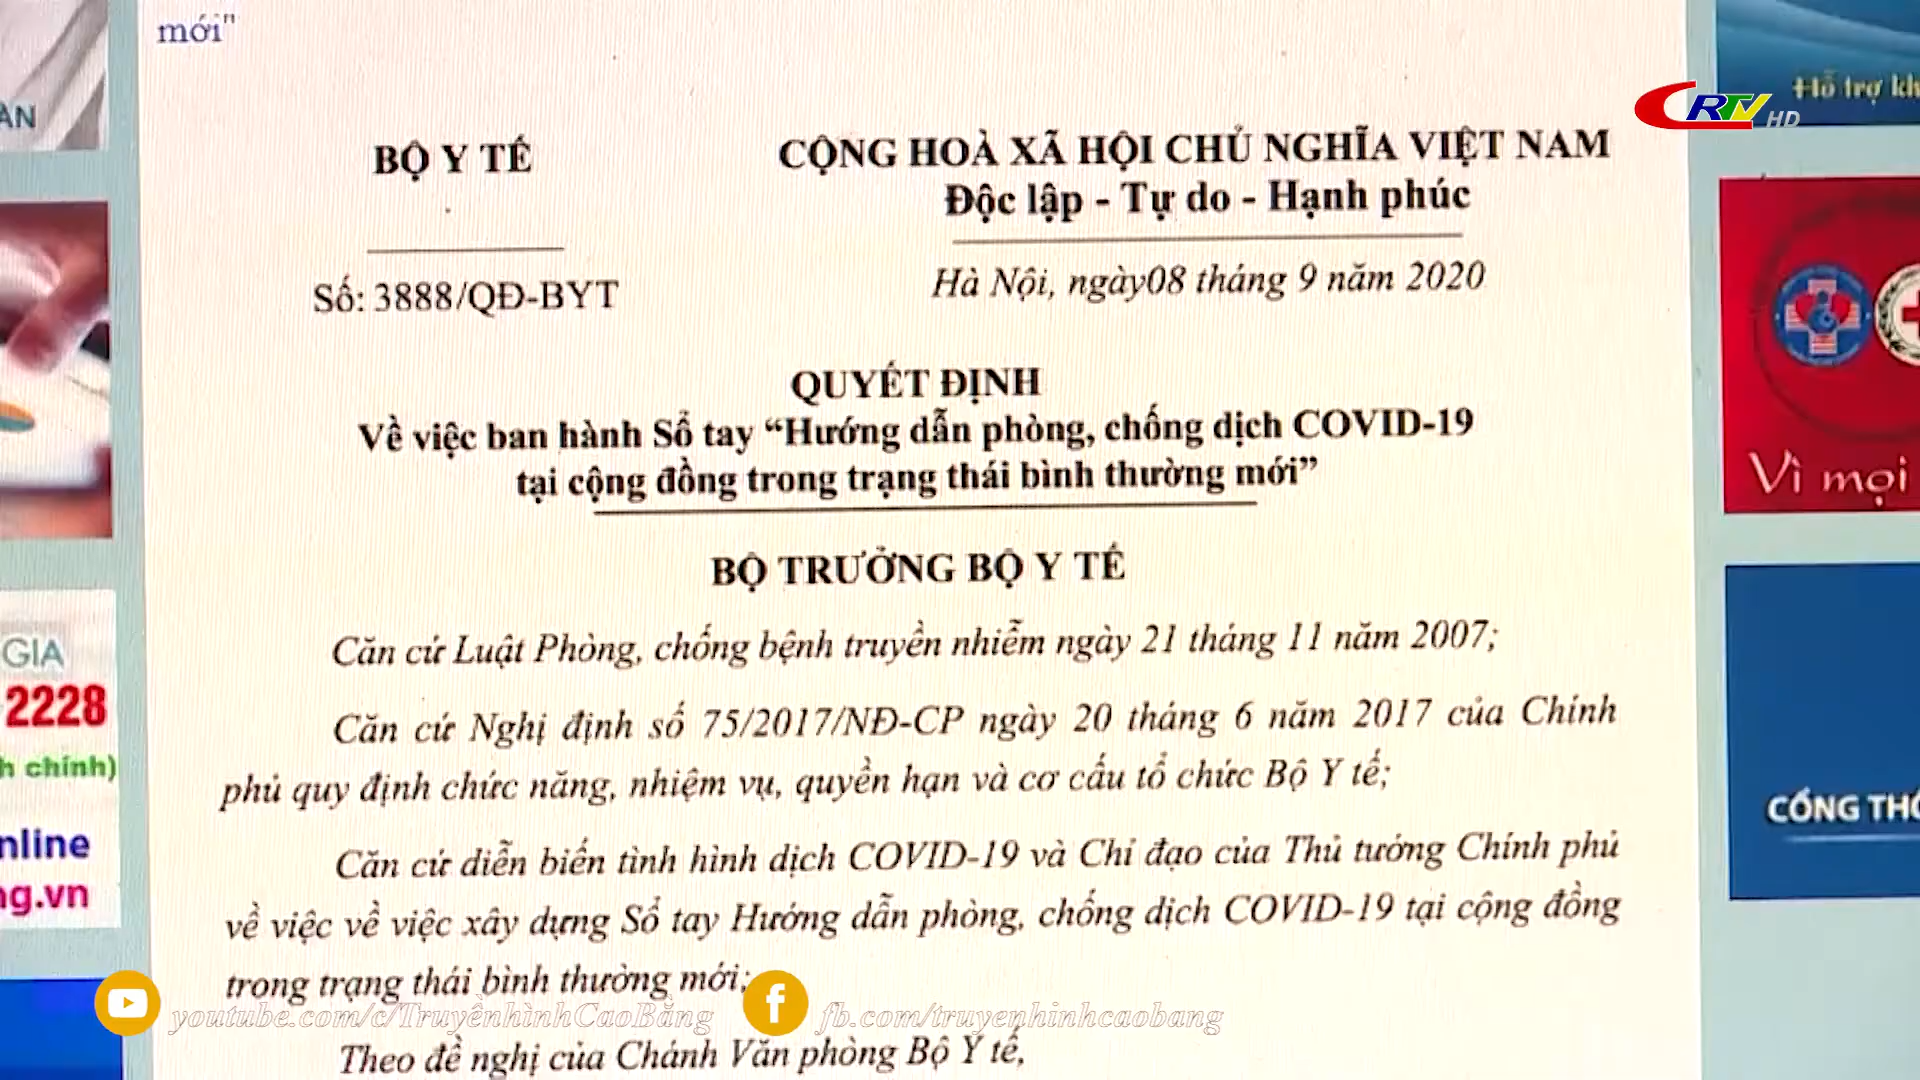 mới"
BỘ Y TẾ
CỘNG HOÀ XÃ HỘI CHỦ NGHĨA VIỆT NAM
Độc lập - Tự do - Hạnh phúc
Số: 3888/QĐ-BYT
Hà Nội, ngày08 tháng 9 năm 2020
QUYẾT ĐỊNH
Về việc ban hành Sổ tay “Hướng dẫn phòng, chống dịch COVID-19
tại cộng đồng trong trạng thái bình thường mới”
BỘ TRƯỞNG BỘ Y TẾ
Căn cứ Luật Phòng, chống bệnh truyền nhiễm ngày 21 tháng 11 năm 2007;
Căn cứ Nghị định số 75/2017/NĐ-CP ngày 20 tháng 6 năm 2017 của Chính
phủ quy định chức năng, nhiệm vụ, quyền hạn và cơ cấu tổ chức Bộ Y tế;
Căn cứ diễn biến tình hình dịch COVID-19 và Chỉ đạo của Thủ tướng Chính phủ
về việc về việc xây dựng Sổ tay Hướng dẫn phòng, chống dịch COVID-19 tại cộng đồng
trong trạng thái bình thường mới;
Theo đề nghị của Chánh Văn phòng Bộ Y tế,
ÀN
GIA
2228
h chính)
nline
ng.vn
Hỗ trợ kh
CRTV HD
Vì mọi
CỔNG THÔ
youtube.com/c/TruyềnhìnhCaoBằng
fb.com/truyenhinhcaobang